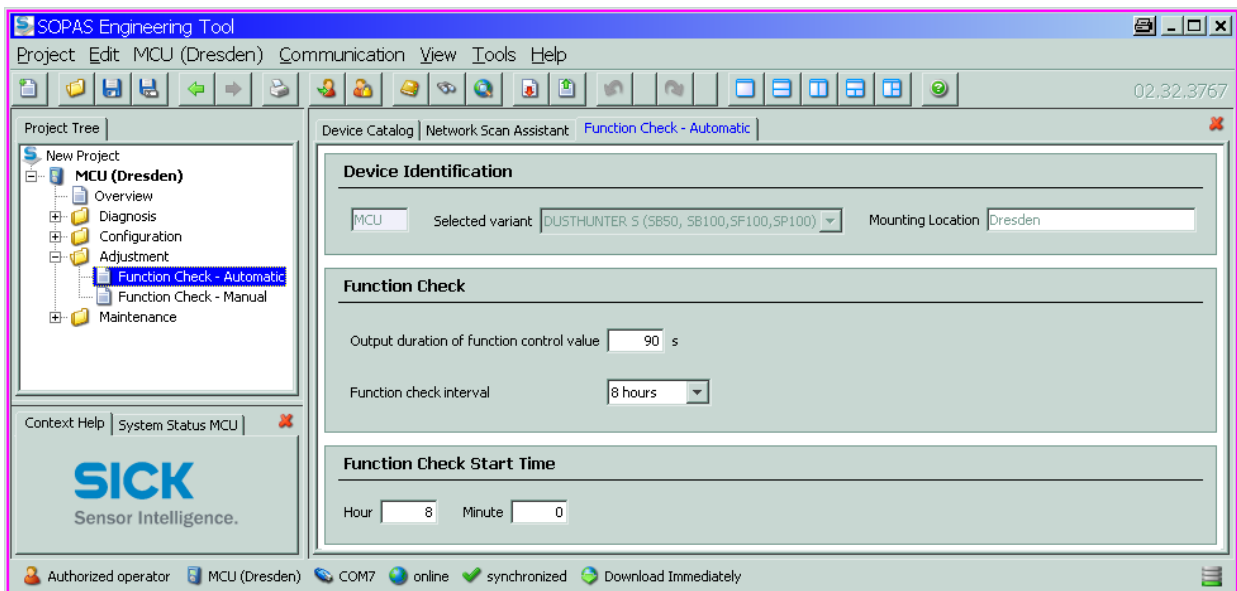 SOPAS Engineering Tool
Project Edit MCU (Dresden) Communication View Tools Help
02.32.3767
Project Tree
New Project
MCU (Dresden)
Overview
Diagnosis
Configuration
Adjustment
Function Check - Automatic
Function Check - Manual
Maintenance
Context Help System Status MCU
SICK
Sensor Intelligence.
Device Catalog Network Scan Assistant Function Check - Automatic
Device Identification
MCU Selected variant DUSTHUNTER S (SB50, SB100,SF100,SP100) Mounting Location Dresden
Function Check
Output duration of function control value 90 s
Function check interval 8 hours
Function Check Start Time
Hour 8 Minute 0
Authorized operator MCU (Dresden) COM7 online synchronized Download Immediately